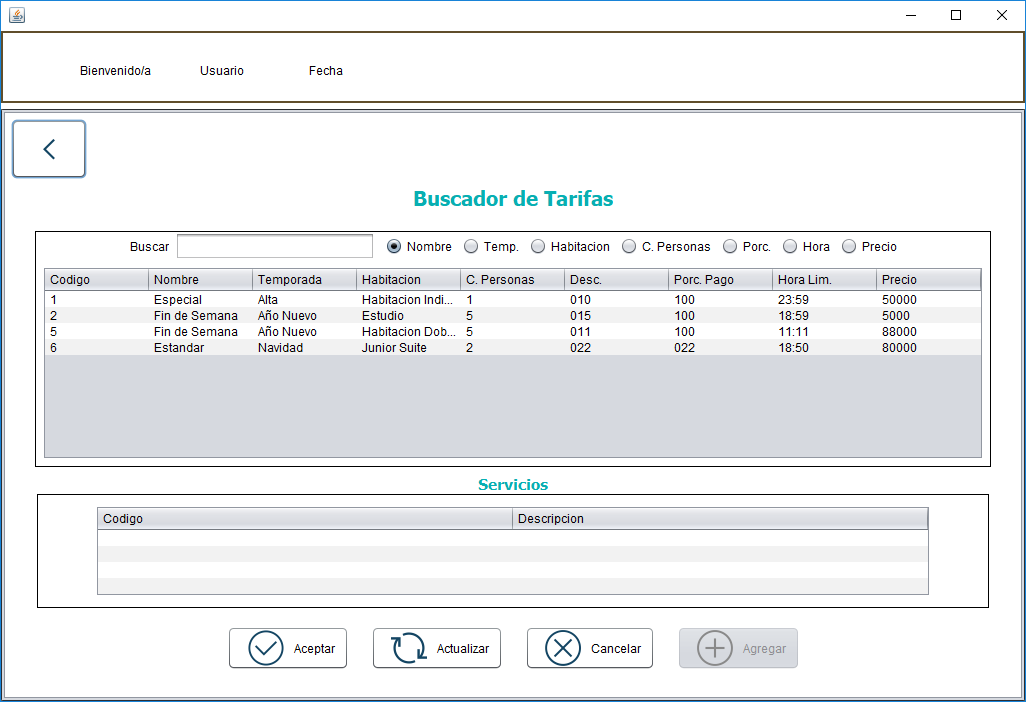 Bienvenido/a Usuario Fecha
Buscador de Tarifas
Buscar Nombre Temp. Habitacion C. Personas Porc. Hora Precio
Codigo Nombre Temporada Habitacion C. Personas Desc. Porc. Pago Hora Lim. Precio
1 Especial Alta Habitacion Indi... 1 010 100 23:59 50000
2 Fin de Semana Año Nuevo Estudio 5 015 100 18:59 5000
5 Fin de Semana Año Nuevo Habitacion Dob... 5 011 100 11:11 88000
6 Estandar Navidad Junior Suite 2 022 022 18:50 80000
Servicios
Codigo Descripcion
Aceptar Actualizar Cancelar Agregar